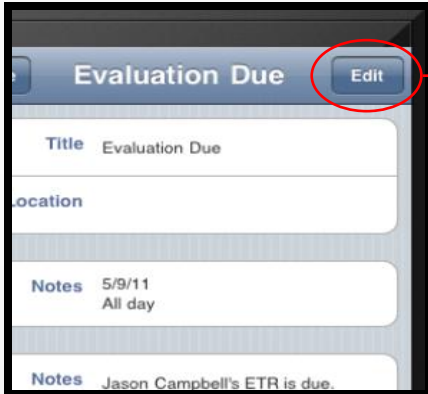 e Evaluation Due Edit
Title Evaluation Due
Location
Notes 5/9/11
All day
Notes Jason Campbell's ETR is due.